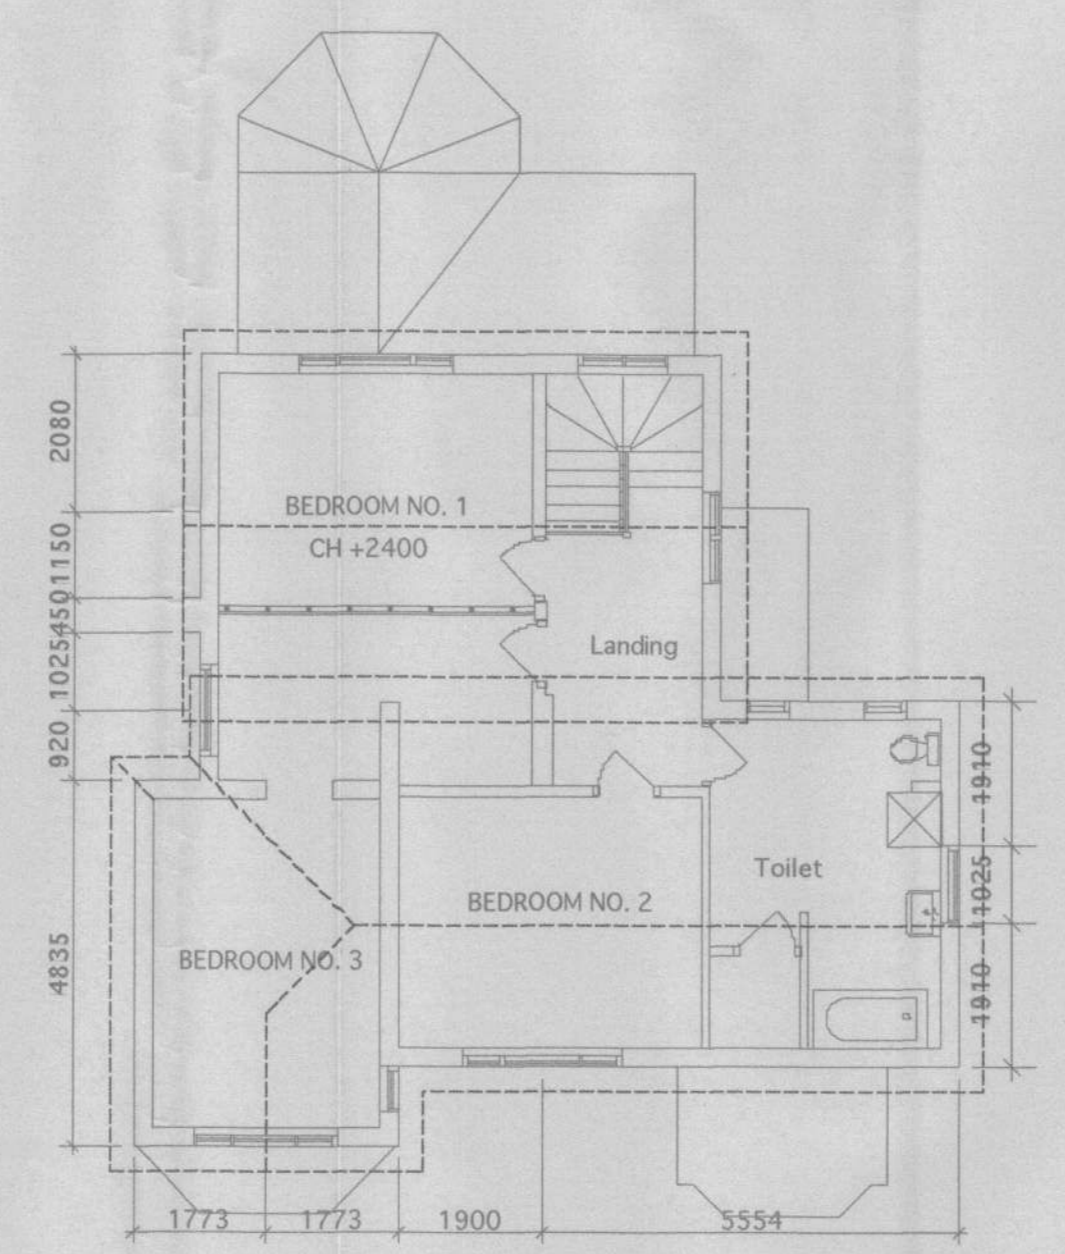 2080
1150
450
1025
920
4835
BEDROOM NO. 1
CH +2400
Landing
Toilet
BEDROOM NO. 2
BEDROOM NO. 3
1910
1025
1910
1773
1773
1900
5554